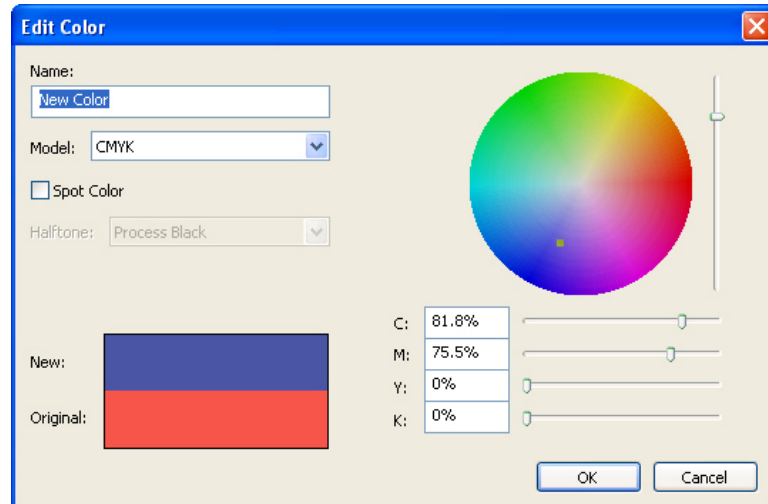 Edit Color
Name:
New Color
Model: CMYK
Spot Color
Halftone: Process Black
New:
Original:
C: 81.8%
M: 75.5%
Y: 0%
K: 0%
OK Cancel